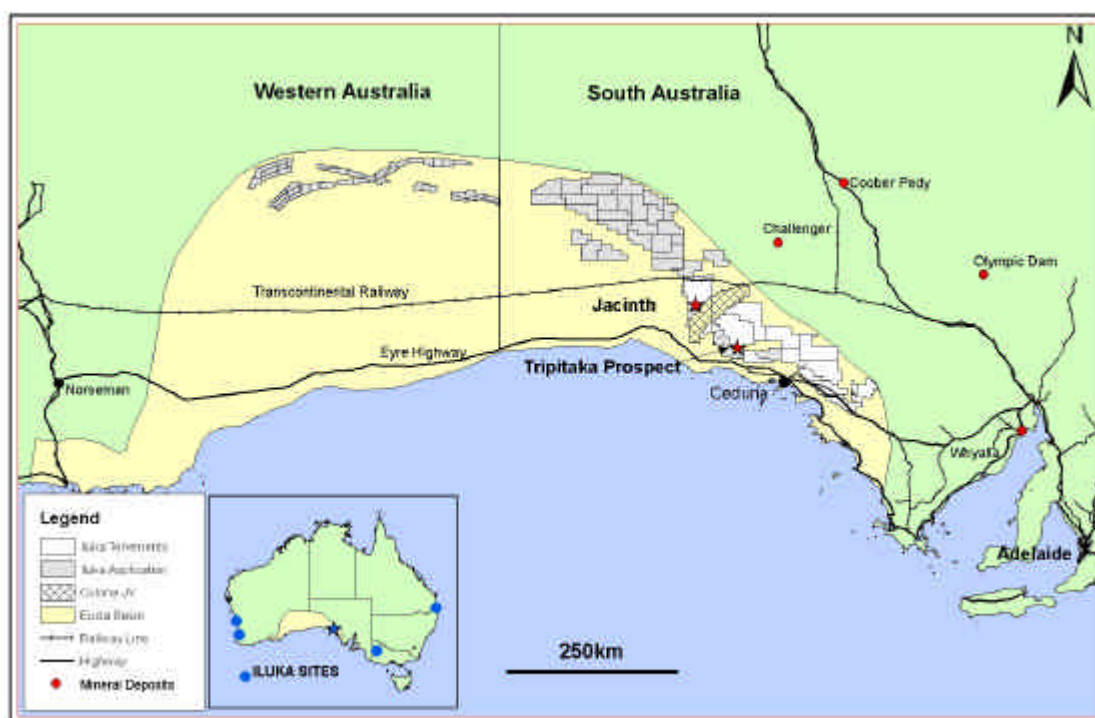 N
Western Australia
South Australia
Coober Pedy
Challenger
Olympic Dam
Transcontinental Railway
Jacinth
Eyre Highway
Tripitaka Prospect
Norseman
Ceduna
Whyalla
Adelaide
Legend
Iluka Tenements
Iluka Application
Colona JV
Eucla Basin
Railway Line
Highway
Mineral Deposits
ILUKA SITES
250km